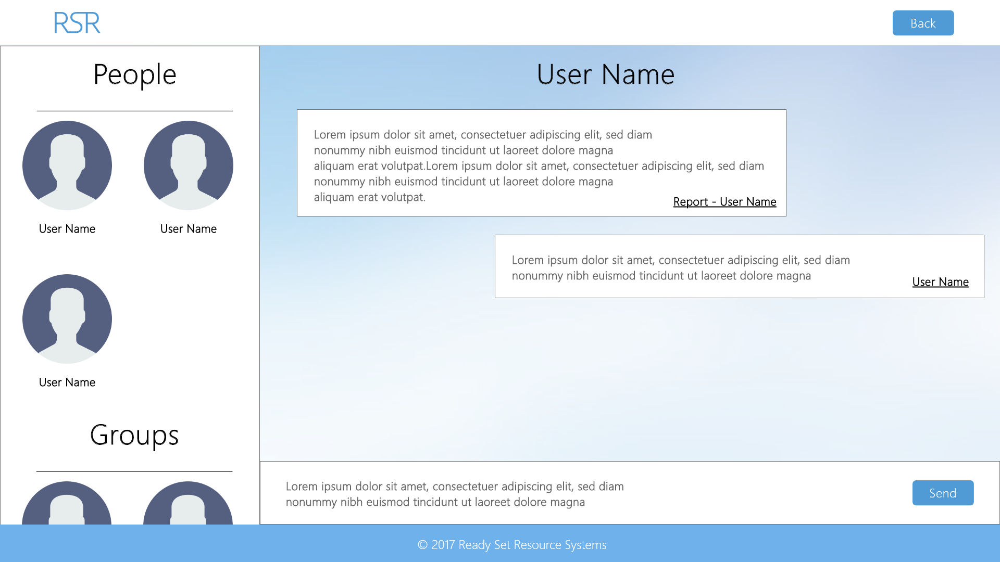 RSR
Back
People
User Name
User Name
User Name
Groups
User Name
Lorem ipsum dolor sit amet, consectetuer adipiscing elit, sed diam
nonummy nibh euismod tincidunt ut laoreet dolore magna
aliquam erat volutpat.Lorem ipsum dolor sit amet, consectetuer adipiscing elit, sed diam
nonummy nibh euismod tincidunt ut laoreet dolore magna
aliquam erat volutpat.
Report - User Name
Lorem ipsum dolor sit amet, consectetuer adipiscing elit, sed diam
nonummy nibh euismod tincidunt ut laoreet dolore magna
User Name
Lorem ipsum dolor sit amet, consectetuer adipiscing elit, sed diam
nonummy nibh euismod tincidunt ut laoreet dolore magna
Send
© 2017 Ready Set Resource Systems